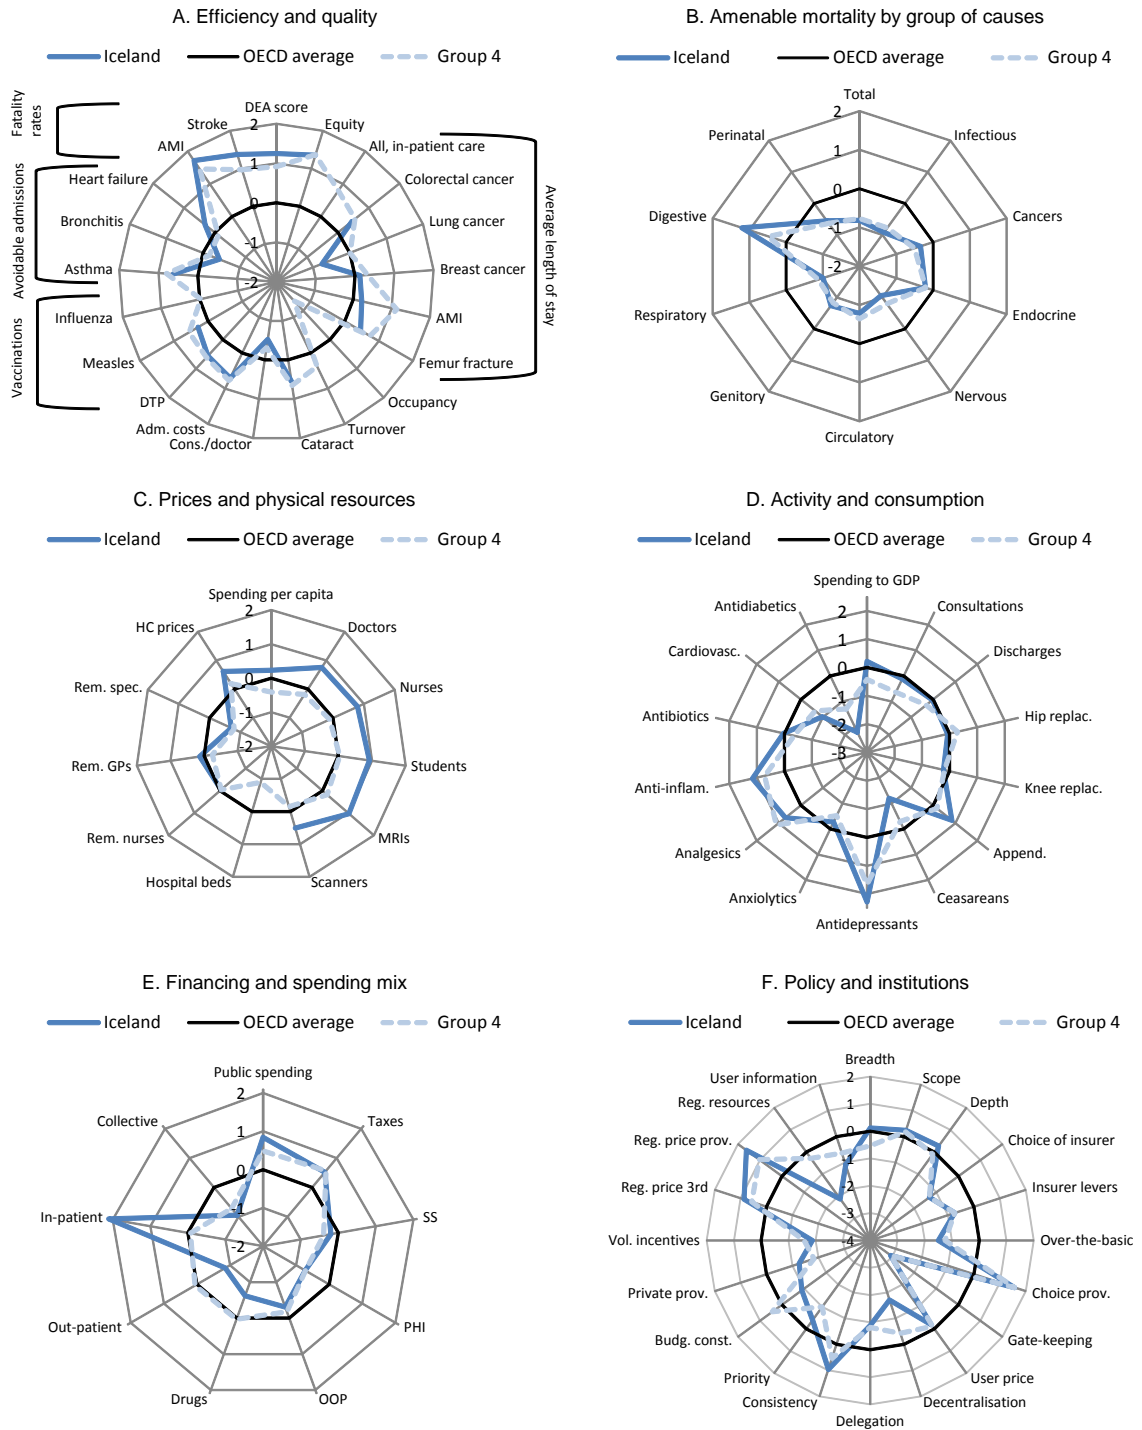 A. Efficiency and quality
Iceland OECD average Group 4
Fatality rates
Avoidable admissions
Vaccinations
Average length of stay
DEA score
Equity
All, in-patient care
Colorectal cancer
Lung cancer
Breast cancer
AMI
Femur fracture
Occupancy
Turnover
Cataract
Cons./doctor
Adm. costs
DTP
Measles
Influenza
Asthma
Bronchitis
Heart failure
AMI
Stroke
2
1
0
-1
-2
B. Amenable mortality by group of causes
Iceland OECD average Group 4
Total
Infectious
Cancers
Endocrine
Nervous
Circulatory
Genitory
Respiratory
Digestive
Perinatal
2
1
0
-1
-2
C. Prices and physical resources
Iceland OECD average Group 4
Spending per capita
Doctors
Nurses
Students
MRIs
Scanners
Hospital beds
Rem. nurses
Rem. GPs
Rem. spec.
HC prices
2
1
0
-1
-2
D. Activity and consumption
Iceland OECD average Group 4
Spending to GDP
Consultations
Discharges
Hip replac.
Knee replac.
Append.
Ceasareans
Antidepressants
Anxiolytics
Analgesics
Anti-inflam.
Antibiotics
Cardiovasc.
Antidiabetics
2
1
0
-1
-2
-3
E. Financing and spending mix
Iceland OECD average Group 4
Public spending
Taxes
SS
PHI
OOP
Drugs
Out-patient
In-patient
Collective
2
1
0
-1
-2
F. Policy and institutions
Iceland OECD average Group 4
Breadth
Scope
Depth
Choice of insurer
Insurer levers
Over-the-basic
Choice prov.
Gate-keeping
User price
Decentralisation
Delegation
Consistency
Priority
Budg. const.
Private prov.
Vol. incentives
Reg. price 3rd
Reg. price prov.
Reg. resources
User information
2
1
0
-1
-2
-3
-4